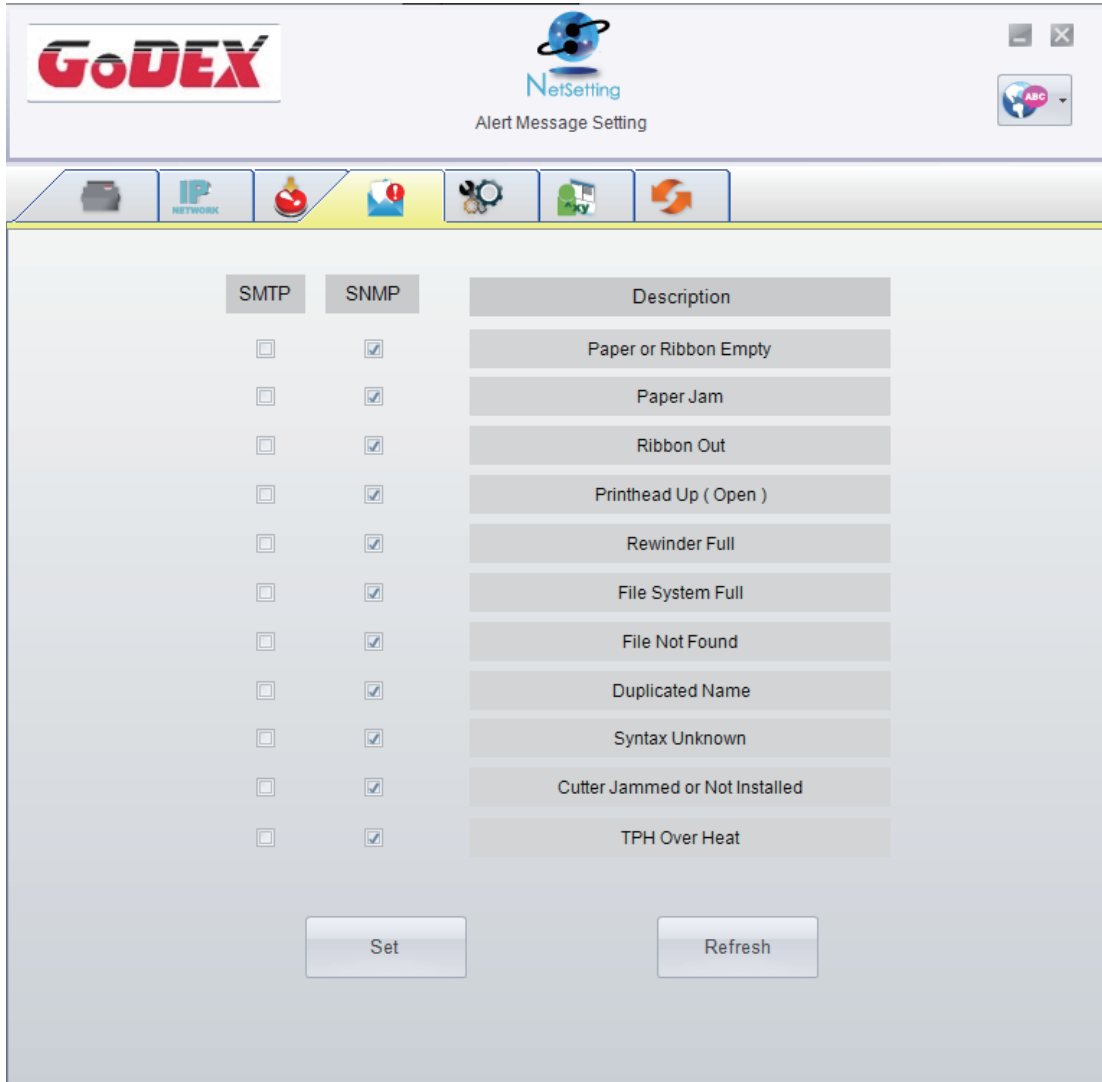 GoDEX
NetSetting
Alert Message Setting
ABC
IP
NETWORK
^XY
SMTP SNMP Description
Paper or Ribbon Empty
Paper Jam
Ribbon Out
Printhead Up ( Open )
Rewinder Full
File System Full
File Not Found
Duplicated Name
Syntax Unknown
Cutter Jammed or Not Installed
TPH Over Heat
Set Refresh